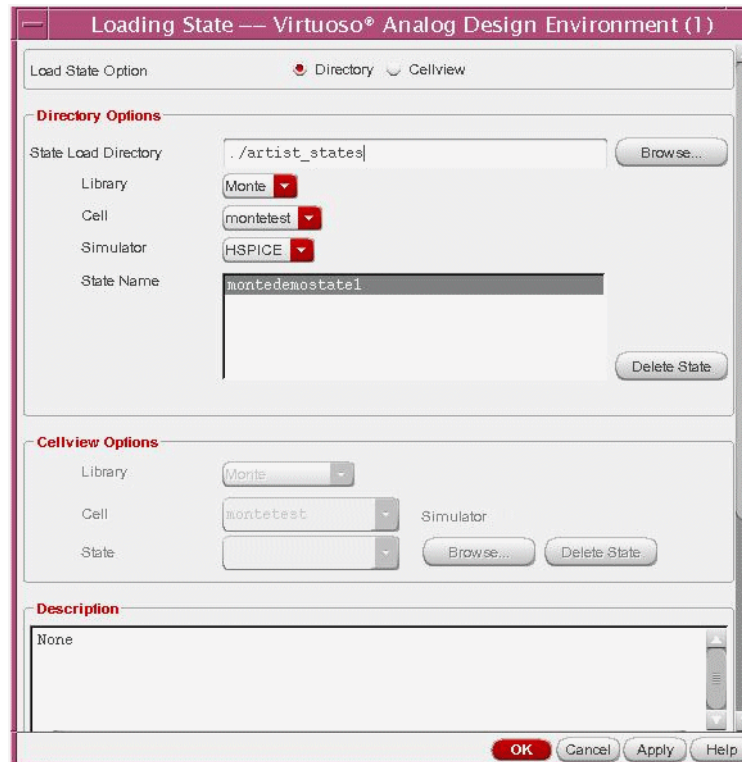 Loading State –– Virtuoso® Analog Design Environment (1)
Load State Option Directory Cellview
Directory Options
State Load Directory ./artist_states Browse...
Library Monte
Cell montetest
Simulator HSPICE
State Name montedemostate1
Delete State
Cellview Options
Library Monte
Cell montetest Simulator
State Browse... Delete State
Description
None
OK Cancel Apply Help